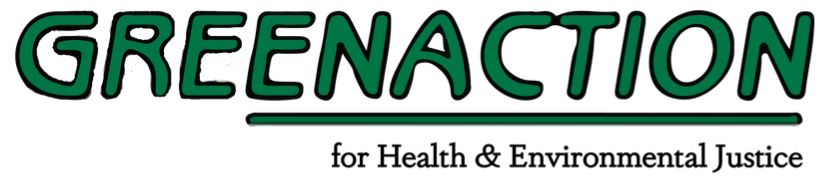 GREENACTION
for Health & Environmental Justice